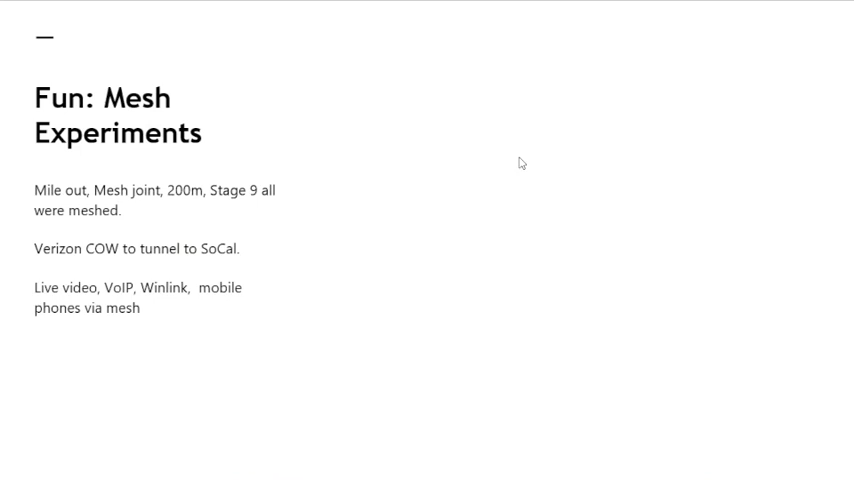 Fun: Mesh
Experiments
Mile out, Mesh joint, 200m, Stage 9 all
were meshed.
Verizon COW to tunnel to SoCal.
Live video, VoIP, Winlink,  mobile
phones via mesh